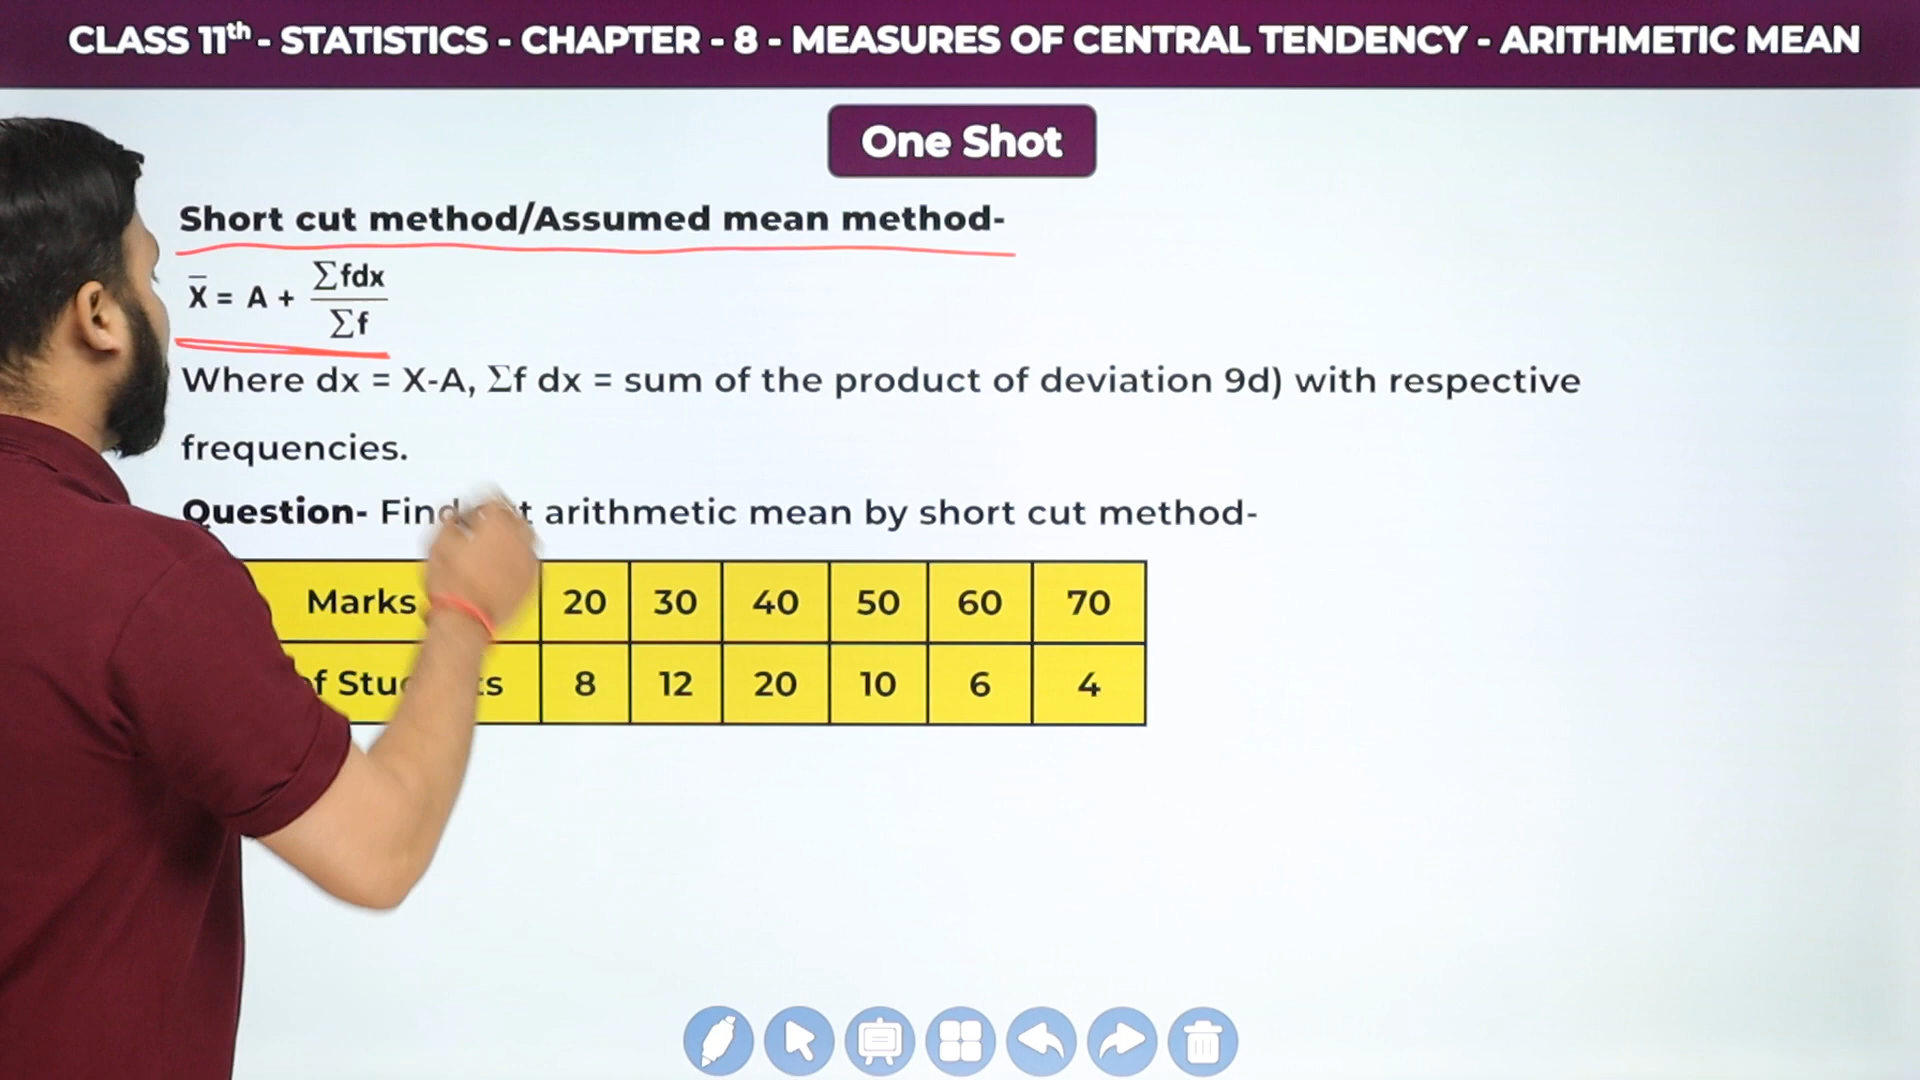 CLASS 11th - STATISTICS - CHAPTER - 8 - MEASURES OF CENTRAL TENDENCY - ARITHMETIC MEAN
One Shot
Short cut method/Assumed mean method-
X̄ = A + ∑fdx / ∑f
Where dx = X-A, Σf dx = sum of the product of deviation 9d) with respective
frequencies.
Question- Find arithmetic mean by short cut method-
Marks 20 30 40 50 60 70
8 12 20 10 6 4